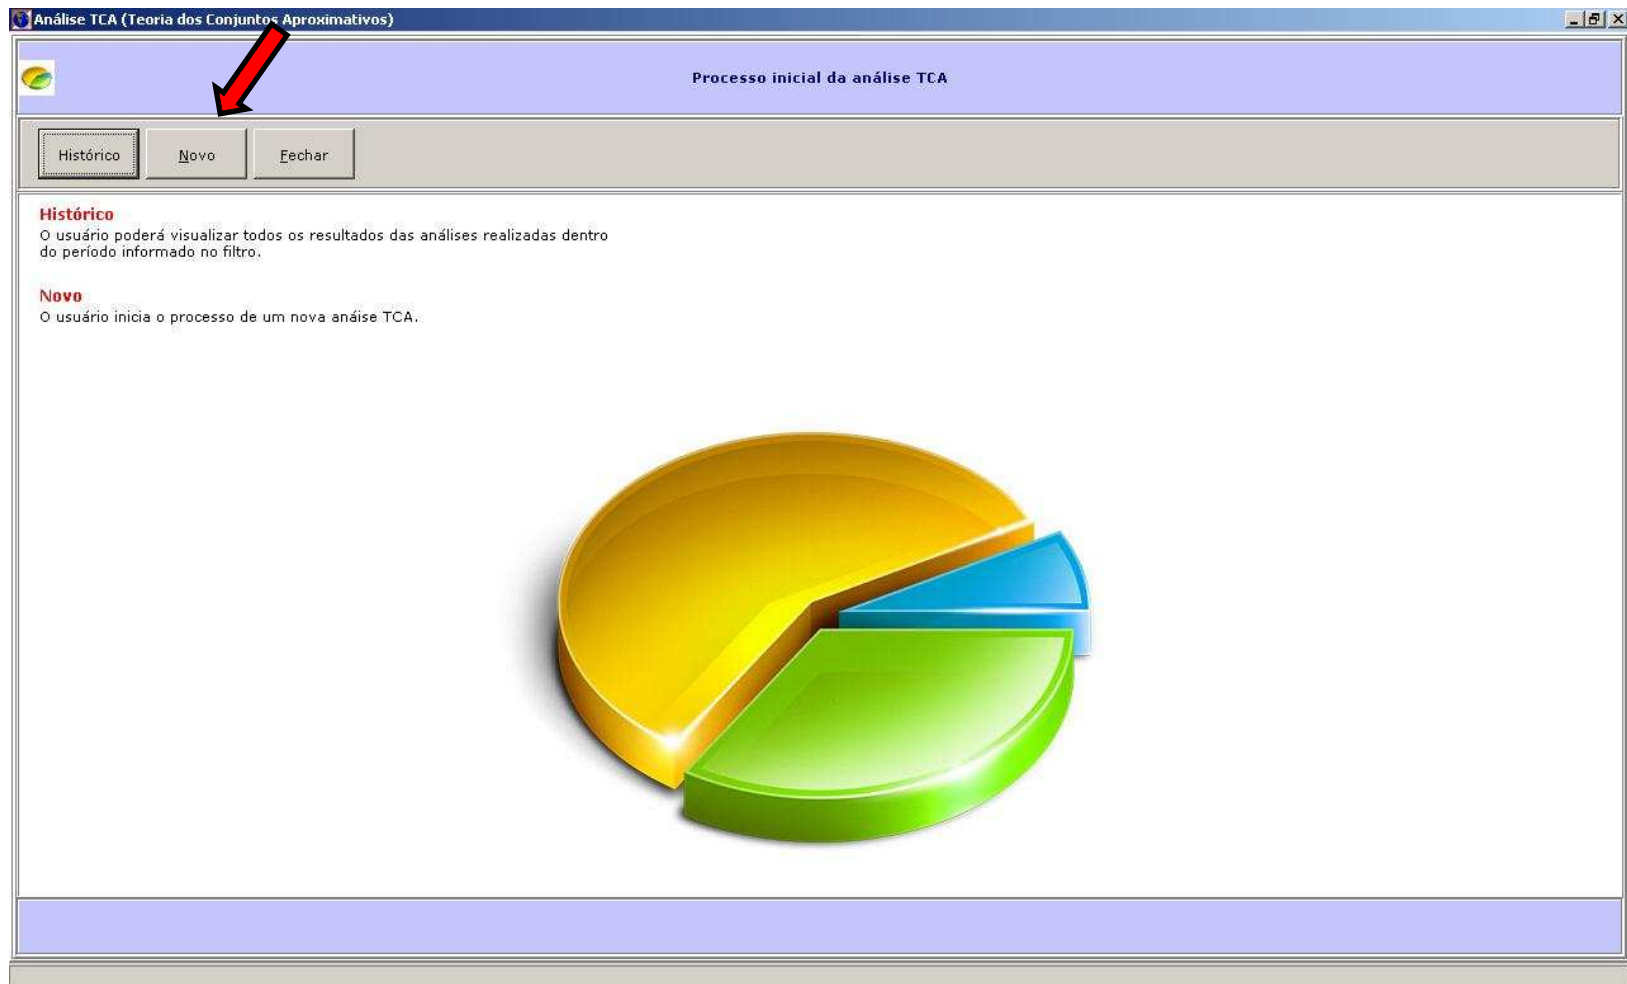 Análise TCA (Teoria dos Conjuntos Aproximativos)
Processo inicial da análise TCA
Histórico Novo Fechar
Histórico
O usuário poderá visualizar todos os resultados das análises realizadas dentro
do período informado no filtro.
Novo
O usuário inicia o processo de um nova anáise TCA.